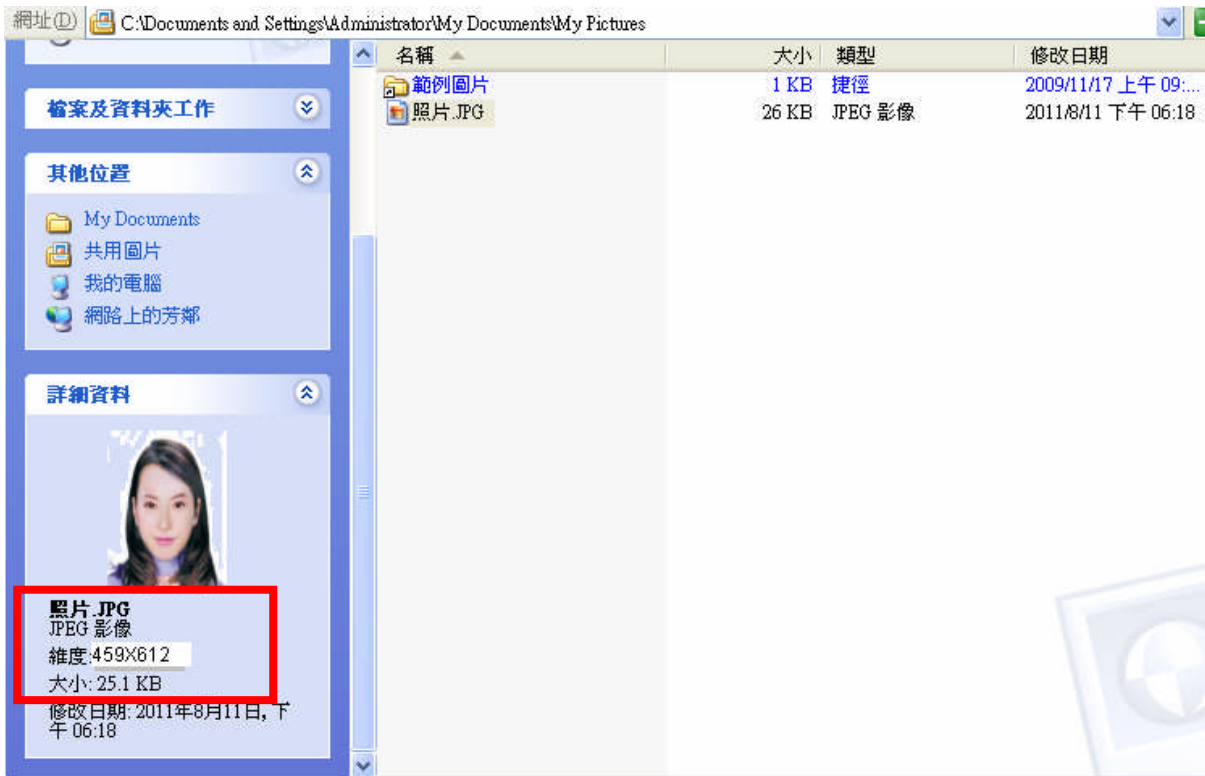 網址(D) C:\Documents and Settings\Administrator\My Documents\My Pictures
檔案及資料夾工作
其他位置
My Documents
共用圖片
我的電腦
網路上的芳鄰
詳細資料
照片.JPG
JPEG 影像
維度:459X612
大小: 25.1 KB
修改日期: 2011年8月11日, 下
午 06:18
名稱 大小 類型 修改日期
範例圖片 1 KB 捷徑 2009/11/17 上午 09:...
照片.JPG 26 KB JPEG 影像 2011/8/11 下午 06:18